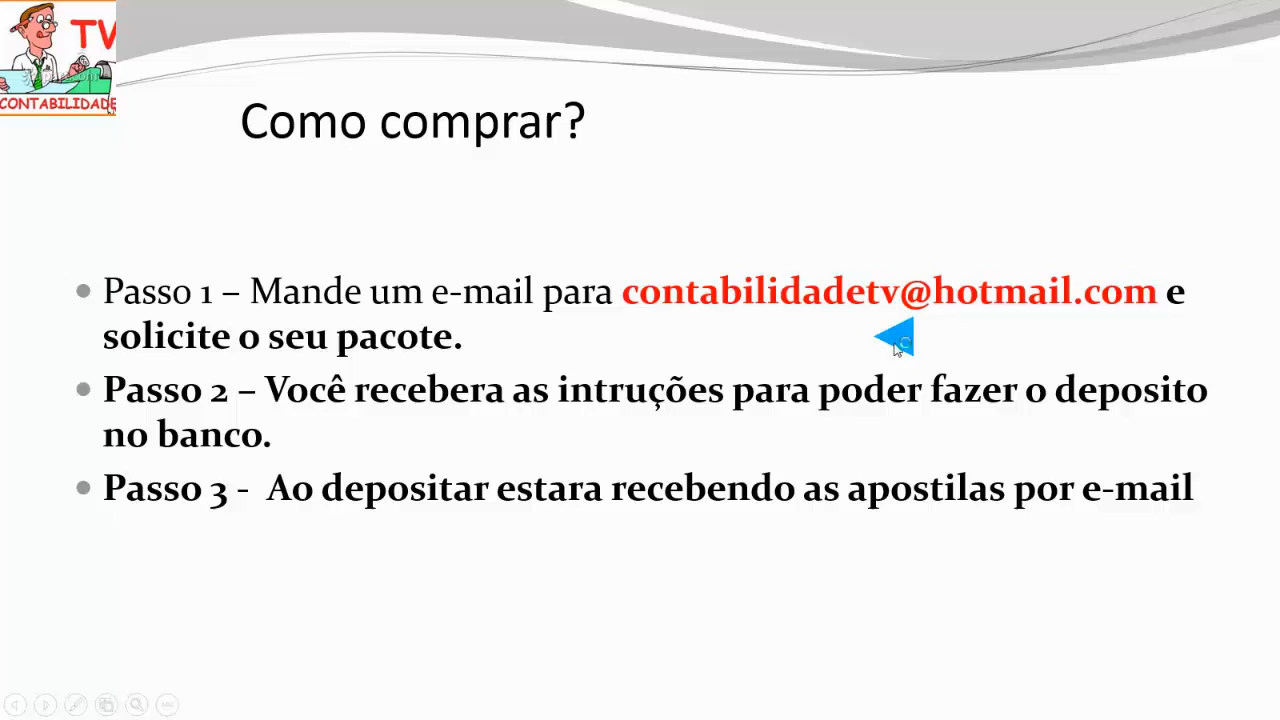 TV
CONTABILIDADE
Como comprar?
Passo 1 – Mande um e-mail para contabilidadetv@hotmail.com e
solicite o seu pacote.
Passo 2 – Você recebera as intruções para poder fazer o deposito
no banco.
Passo 3 - Ao depositar estara recebendo as apostilas por e-mail